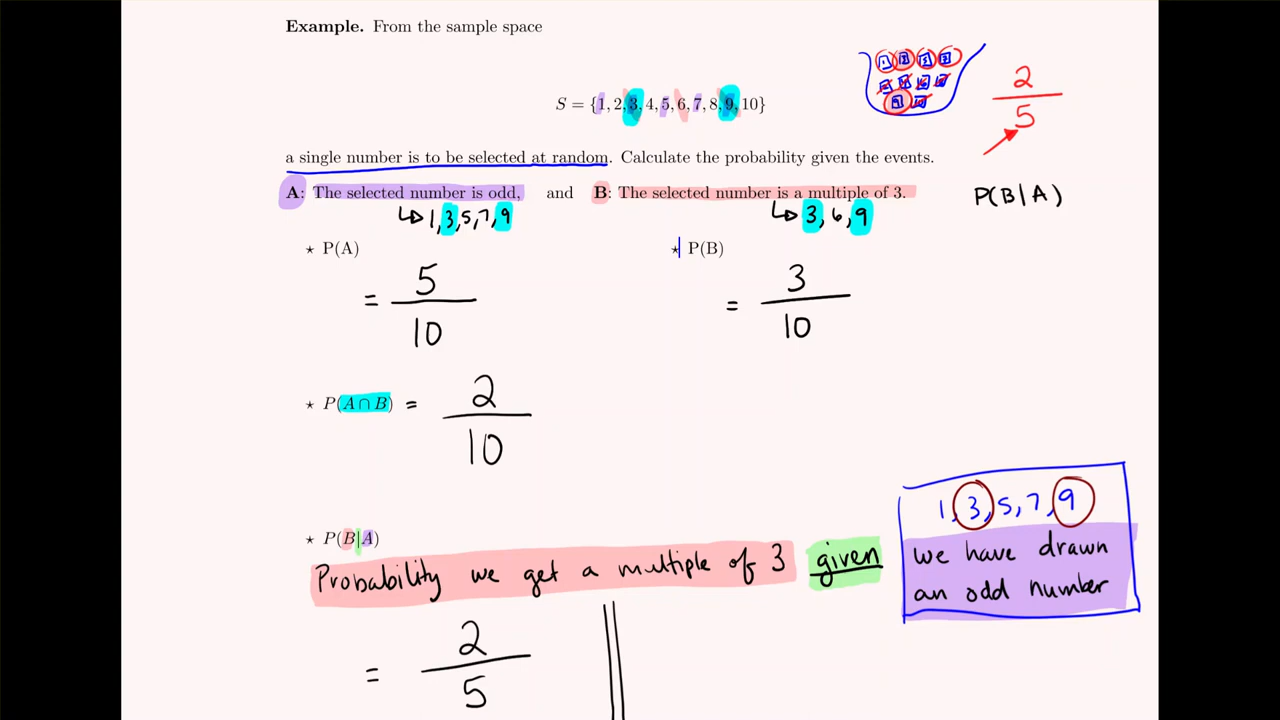 Example. From the sample space
S = {1, 2, 3, 4, 5, 6, 7, 8, 9, 10}
2
5
a single number is to be selected at random. Calculate the probability given the events.
A: The selected number is odd, and B: The selected number is a multiple of 3.
P(B|A)
↳ 1, 3, 5, 7, 9
↳ 3, 6, 9
⋆ P(A)
⋆ P(B)
= 5
10
= 3
10
⋆ P(A ∩ B) = 2
10
1, 3, 5, 7, 9
⋆ P(B|A)
Probability we get a multiple of 3 given
we have drawn
an odd number
= 2
5